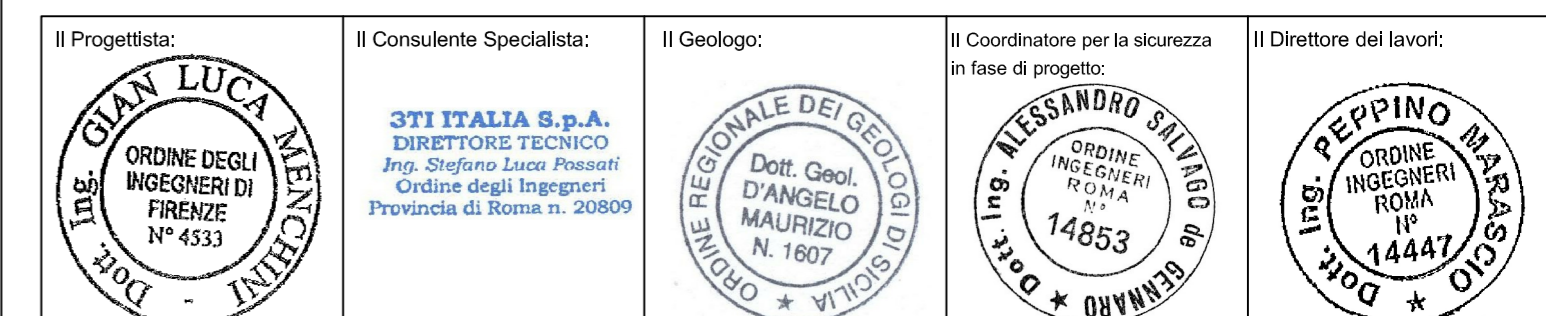 Il Progettista:
Dott. Ing. GIAN LUCA MENCHINI -
ORDINE DEGLI
INGEGNERI DI
FIRENZE
N° 4533
Il Consulente Specialista:
3TI ITALIA S.p.A.
DIRETTORE TECNICO
Ing. Stefano Luca Possati
Ordine degli Ingegneri
Provincia di Roma n. 20809
Il Geologo:
ORDINE REGIONALE DEI GEOLOGI DI SICILIA ★
Dott. Geol.
D'ANGELO
MAURIZIO
N. 1607
Il Coordinatore per la sicurezza
in fase di progetto:
Dott. Ing. ALESSANDRO SALVAGO de GENNARO ★
ORDINE
INGEGNERI
ROMA
N°
14853
Il Direttore dei lavori:
Dott. Ing. PEPPINO MARASCIO ★
ORDINE
INGEGNERI
ROMA
N°
14447